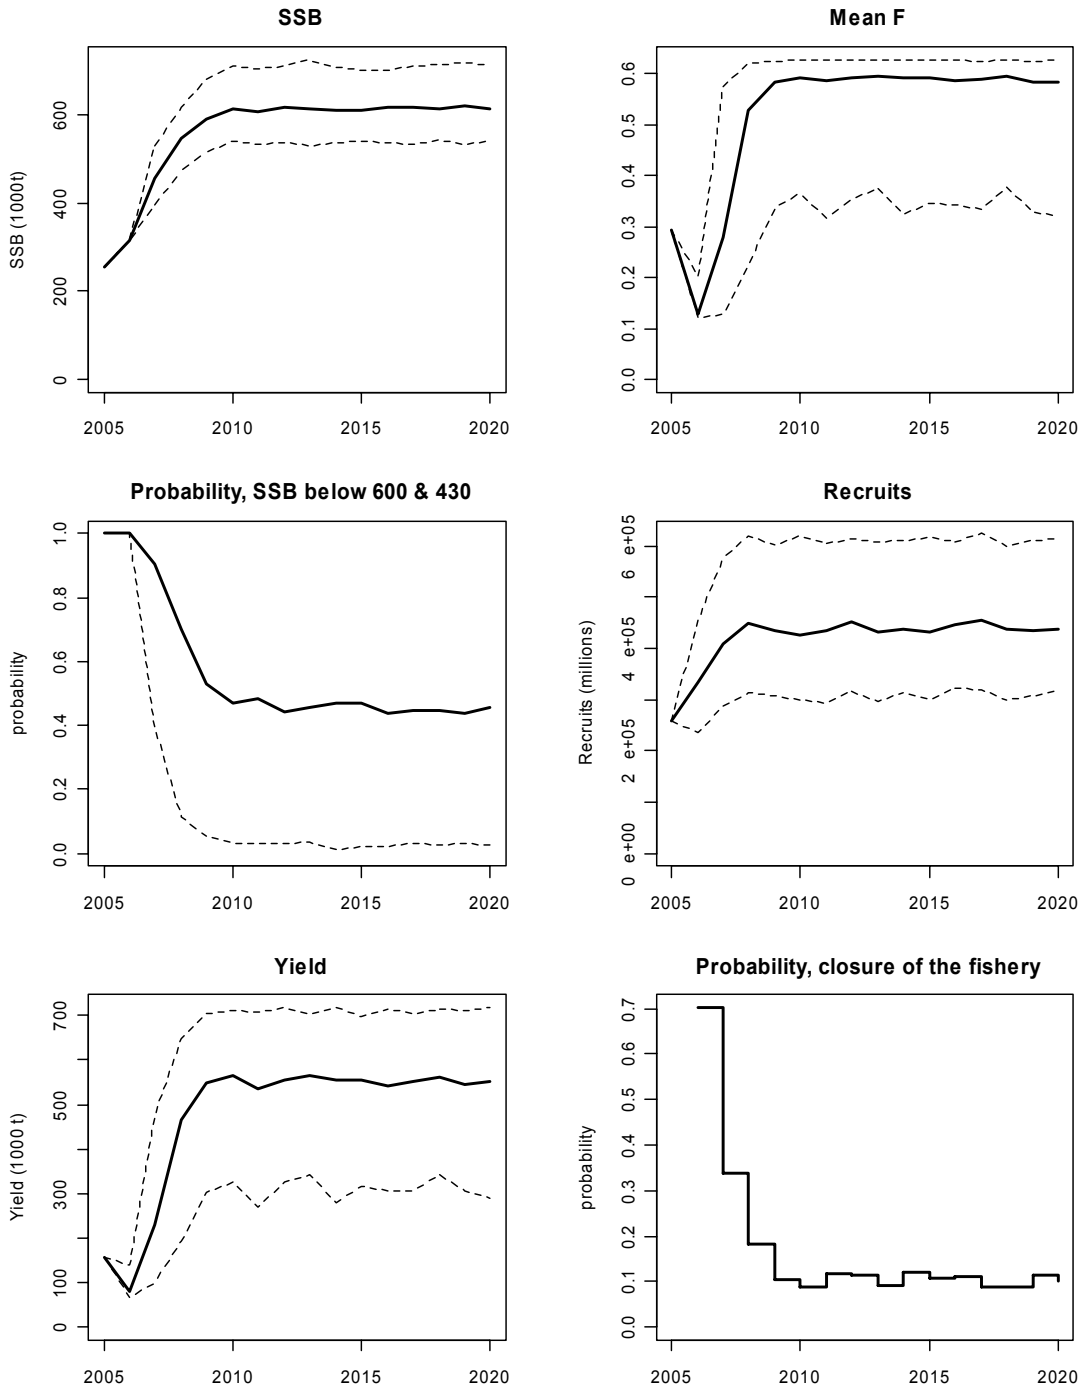 SSB
SSB (1000t)
600
400
200
0
2005 2010 2015 2020
Mean F
0.6
0.5
0.4
0.3
0.2
0.1
0.0
2005 2010 2015 2020
Probability, SSB below 600 & 430
probability
1.0
0.8
0.6
0.4
0.2
0.0
2005 2010 2015 2020
Recruits
Recruits (millions)
6 e+05
4 e+05
2 e+05
0 e+00
2005 2010 2015 2020
Yield
Yield (1000 t)
700
500
300
100
0
2005 2010 2015 2020
Probability, closure of the fishery
probability
0.7
0.6
0.5
0.4
0.3
0.2
0.1
0.0
2005 2010 2015 2020